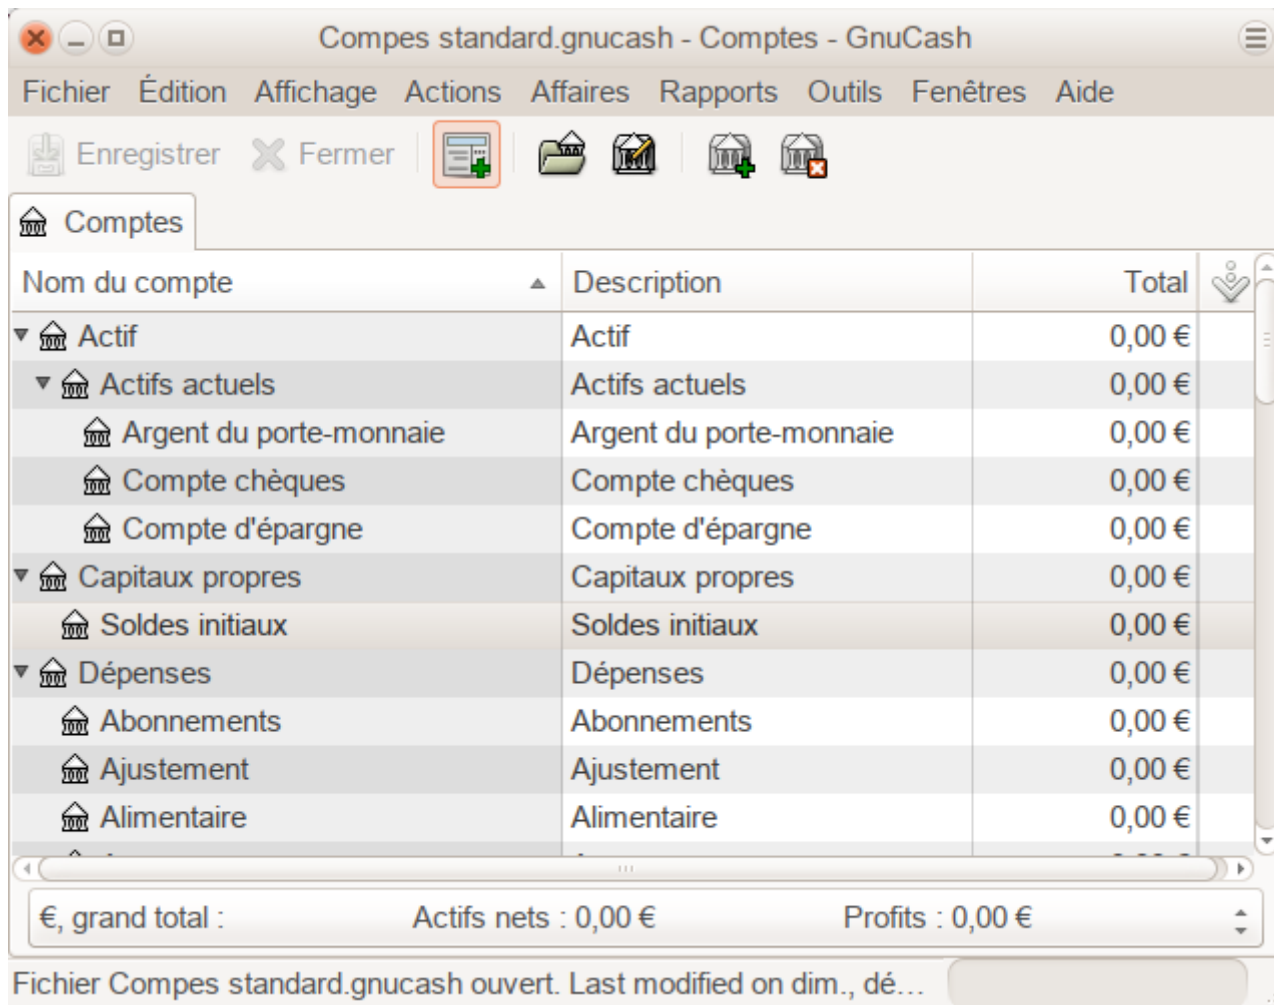 Compes standard.gnucash - Comptes - GnuCash
Fichier Édition Affichage Actions Affaires Rapports Outils Fenêtres Aide
Enregistrer Fermer
Comptes
Nom du compte Description Total
Actif Actif 0,00 €
Actifs actuels Actifs actuels 0,00 €
Argent du porte-monnaie Argent du porte-monnaie 0,00 €
Compte chèques Compte chèques 0,00 €
Compte d'épargne Compte d'épargne 0,00 €
Capitaux propres Capitaux propres 0,00 €
Soldes initiaux Soldes initiaux 0,00 €
Dépenses Dépenses 0,00 €
Abonnements Abonnements 0,00 €
Ajustement Ajustement 0,00 €
Alimentaire Alimentaire 0,00 €
€, grand total : Actifs nets : 0,00 € Profits : 0,00 €
Fichier Compes standard.gnucash ouvert. Last modified on dim., dé…